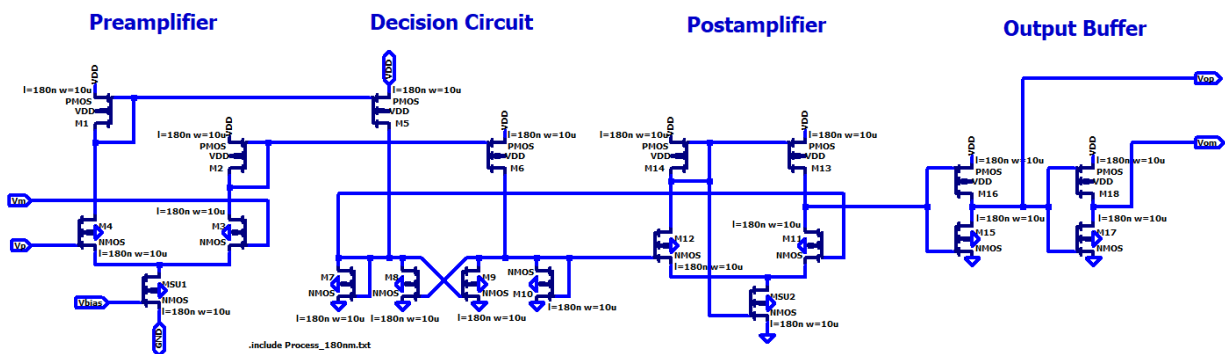 Preamplifier
Decision Circuit
Postamplifier
Output Buffer
VDD
l=180n w=10u
PMOS
VDD
M1
VDD
l=180n w=10u
PMOS
VDD
M2
Vm
Vp
M4
NMOS
l=180n w=10u
l=180n w=10u
M3
NMOS
MSU1
NMOS
l=180n w=10u
Vbias
GND
VDD
l=180n w=10u
PMOS
VDD
M5
VDD
l=180n w=10u
PMOS
VDD
M6
M7
NMOS
l=180n w=10u
M8
NMOS
l=180n w=10u
M9
NMOS
l=180n w=10u
NMOS
M10
l=180n w=10u
.include Process_180nm.txt
VDD
l=180n w=10u
PMOS
VDD
M14
VDD
l=180n w=10u
PMOS
VDD
M13
M12
NMOS
l=180n w=10u
l=180n w=10u
M11
NMOS
MSU2
NMOS
l=180n w=10u
VDD
l=180n w=10u
PMOS
VDD
M16
l=180n w=10u
M15
NMOS
VDD
l=180n w=10u
PMOS
VDD
M18
l=180n w=10u
M17
NMOS
Vop
Vom